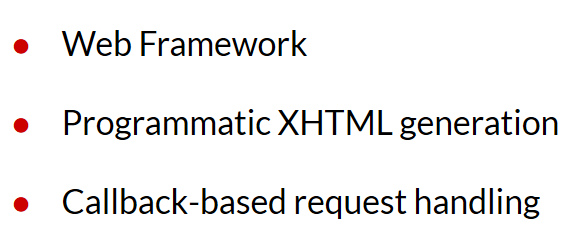 Web Framework
Programmatic XHTML generation
Callback-based request handling